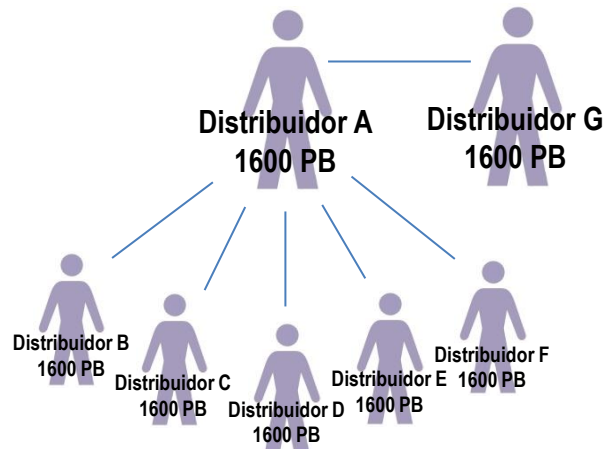 Distribuidor A
1600 PB
Distribuidor G
1600 PB
Distribuidor B
1600 PB
Distribuidor C
1600 PB
Distribuidor D
1600 PB
Distribuidor E
1600 PB
Distribuidor F
1600 PB